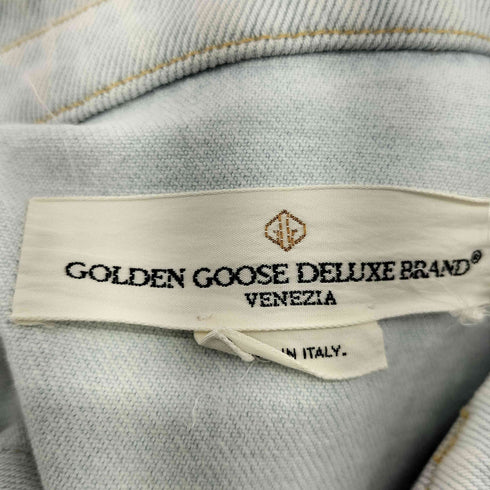 GOLDEN GOOSE DELUXE BRAND®
VENEZIA
IN ITALY.